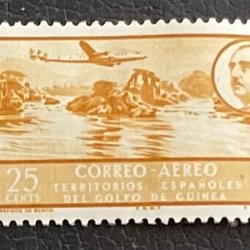 25
CENTS
CORREO-AEREO
TERRITORIOS ESPAÑOLES
DEL GOLFO DE GUINEA
F.N.M.T.